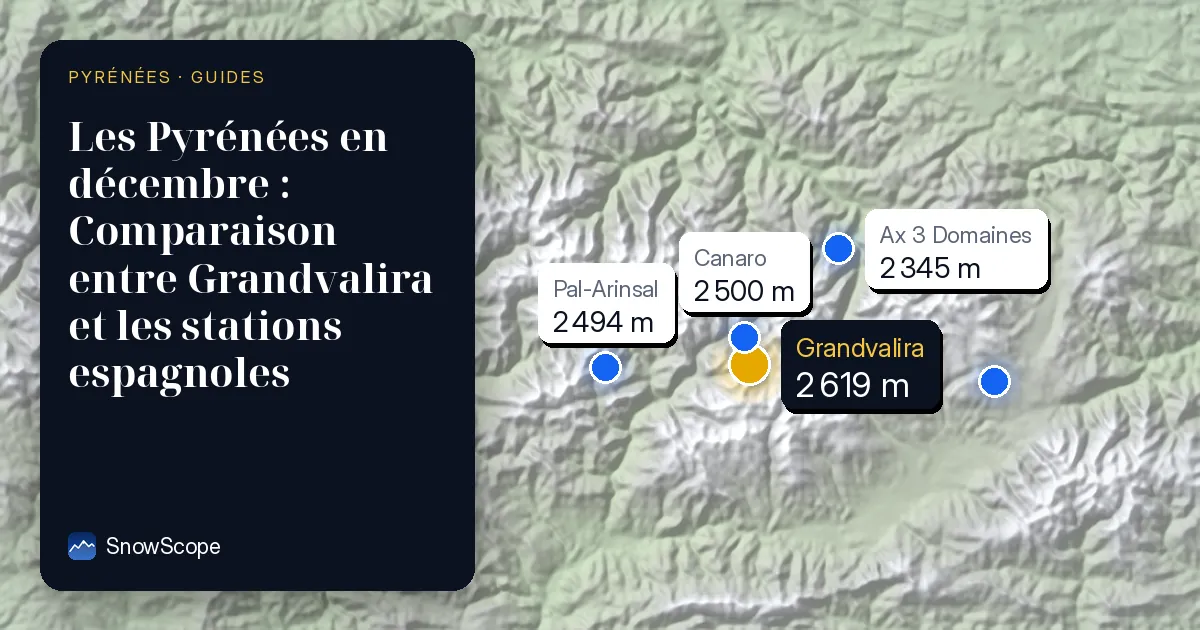 PYRÉNÉES · GUIDES
Les Pyrénées en
décembre :
Comparaison
entre Grandvalira
et les stations
espagnoles
SnowScope
Pal-Arinsal
2 494 m
Canaro
2 500 m
Ax 3 Domaines
2 345 m
Grandvalira
2 619 m